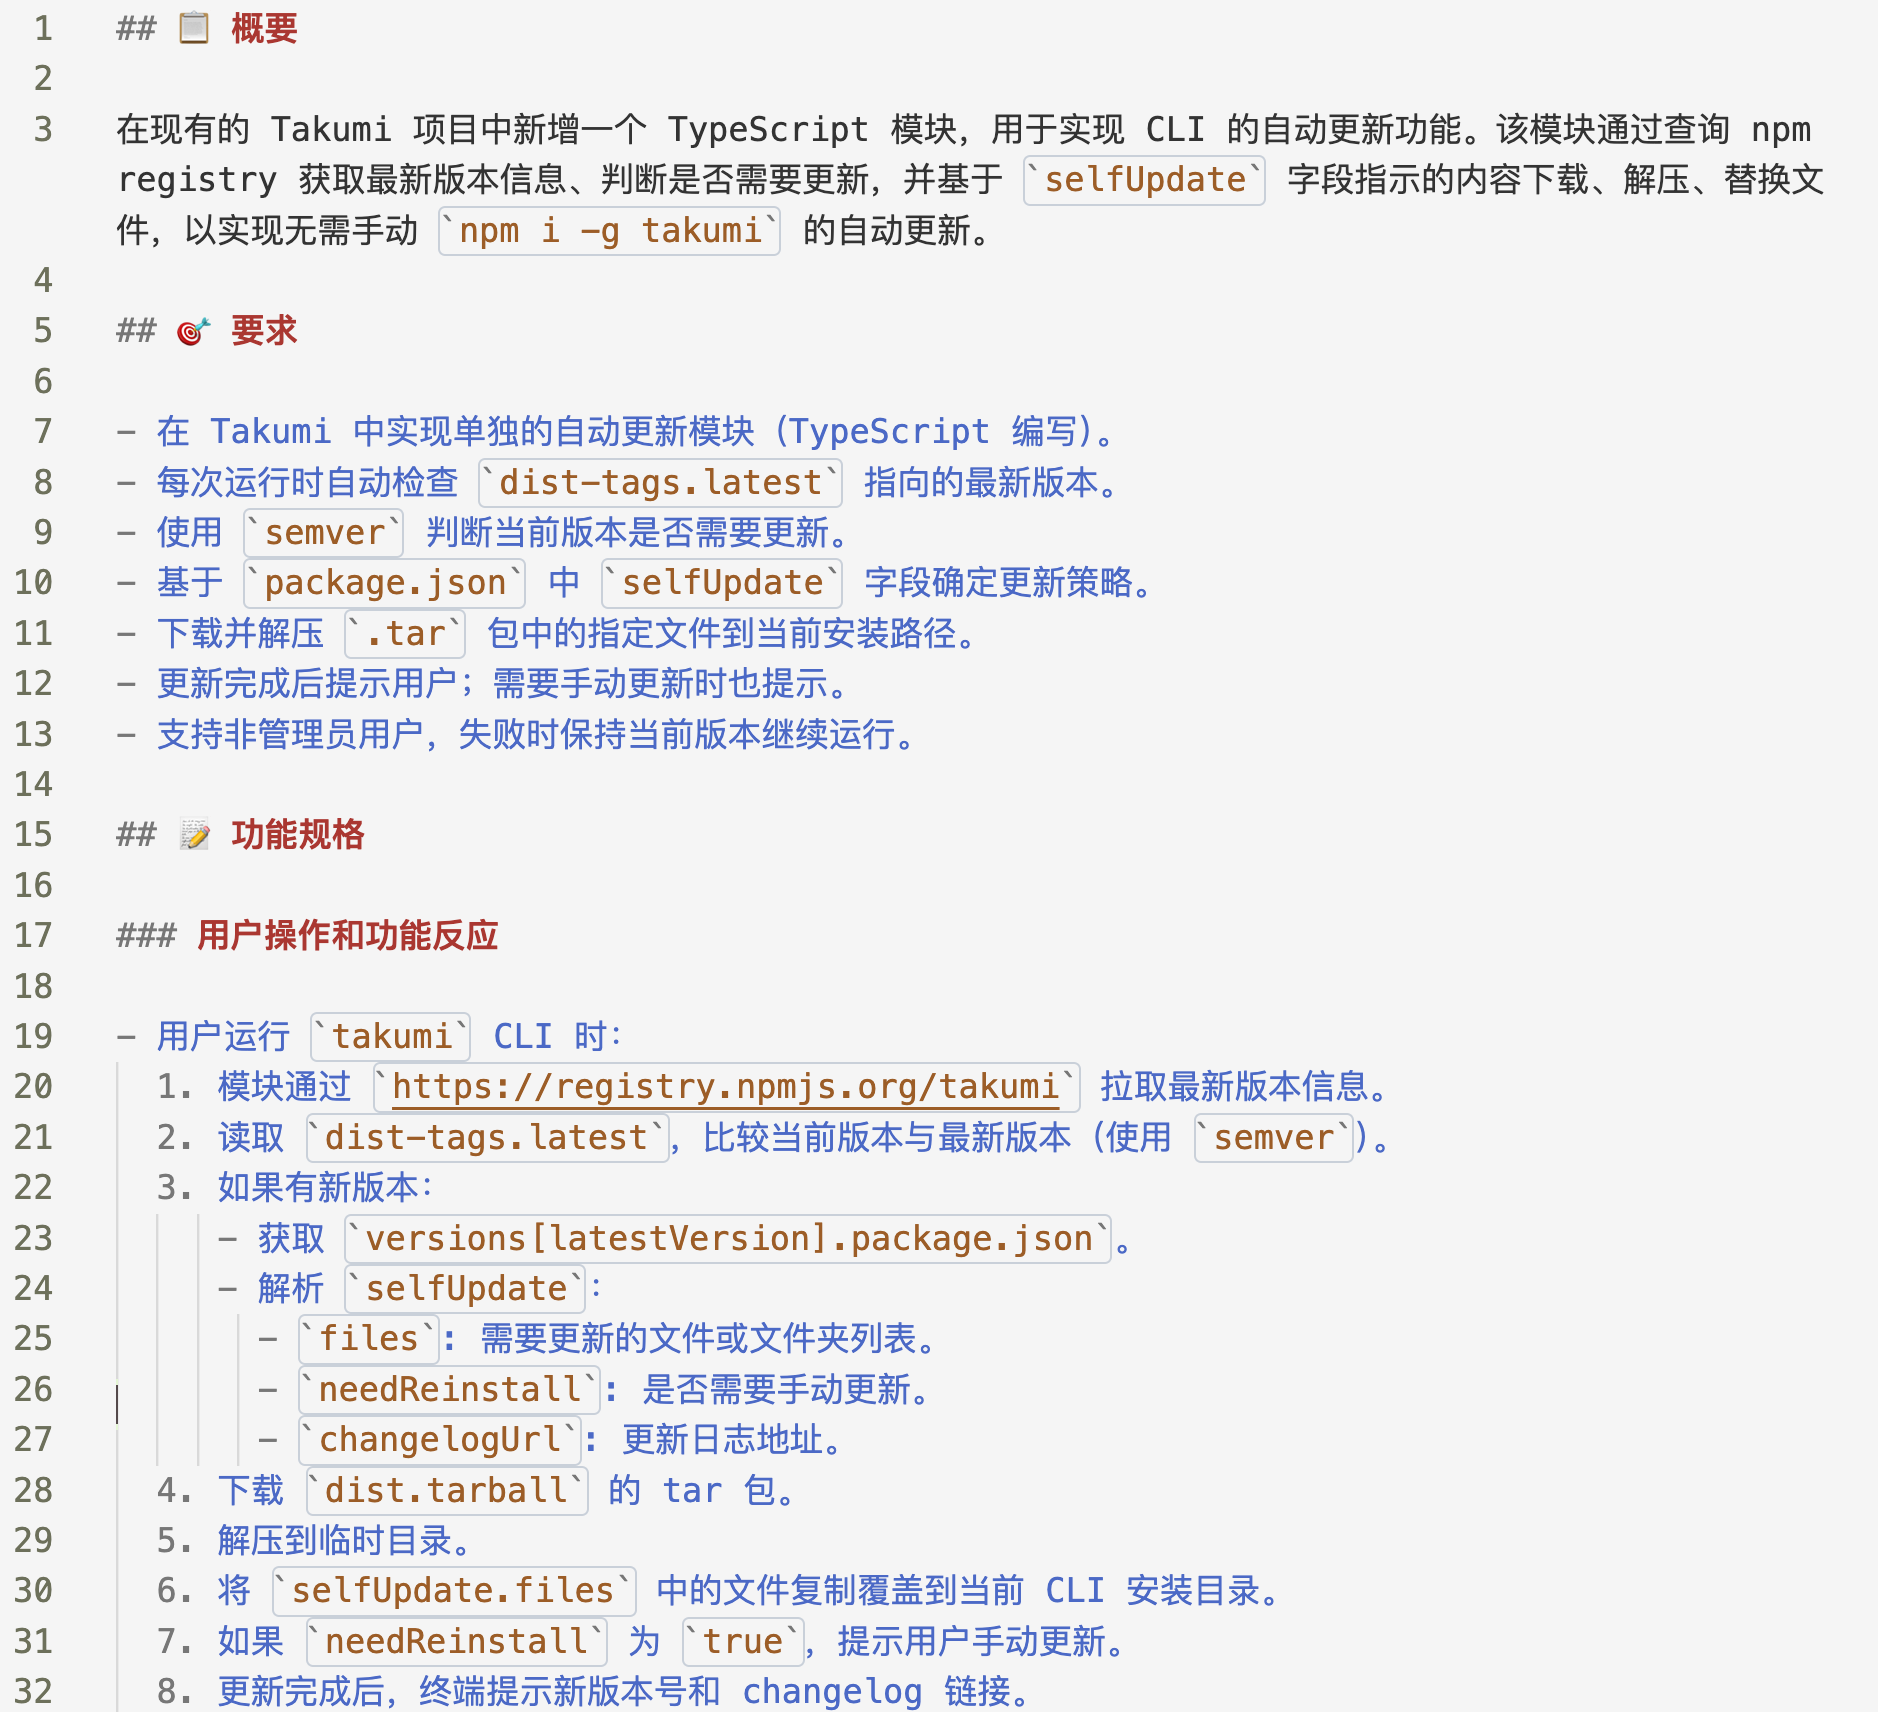 1 ## 📋 概要
2
3 在现有的 Takumi 项目中新增一个 TypeScript 模块，用于实现 CLI 的自动更新功能。该模块通过查询 npm
registry 获取最新版本信息、判断是否需要更新，并基于 `selfUpdate` 字段指示的内容下载、解压、替换文
件，以实现无需手动 `npm i -g takumi` 的自动更新。
4
5 ## 🎯 要求
6
7 - 在 Takumi 中实现单独的自动更新模块（TypeScript 编写）。
8 - 每次运行时自动检查 `dist-tags.latest` 指向的最新版本。
9 - 使用 `semver` 判断当前版本是否需要更新。
10 - 基于 `package.json` 中 `selfUpdate` 字段确定更新策略。
11 - 下载并解压 `.tar` 包中的指定文件到当前安装路径。
12 - 更新完成后提示用户；需要手动更新时也提示。
13 - 支持非管理员用户，失败时保持当前版本继续运行。
14
15 ## 📝 功能规格
16
17 ### 用户操作和功能反应
18
19 - 用户运行 `takumi` CLI 时：
20 1. 模块通过 `https://registry.npmjs.org/takumi` 拉取最新版本信息。
21 2. 读取 `dist-tags.latest`，比较当前版本与最新版本（使用 `semver`）。
22 3. 如果有新版本：
23 - 获取 `versions[latestVersion].package.json`。
24 - 解析 `selfUpdate`：
25 - `files`: 需要更新的文件或文件夹列表。
26 - `needReinstall`: 是否需要手动更新。
27 - `changelogUrl`: 更新日志地址。
28 4. 下载 `dist.tarball` 的 tar 包。
29 5. 解压到临时目录。
30 6. 将 `selfUpdate.files` 中的文件复制覆盖到当前 CLI 安装目录。
31 7. 如果 `needReinstall` 为 `true`，提示用户手动更新。
32 8. 更新完成后，终端提示新版本号和 changelog 链接。